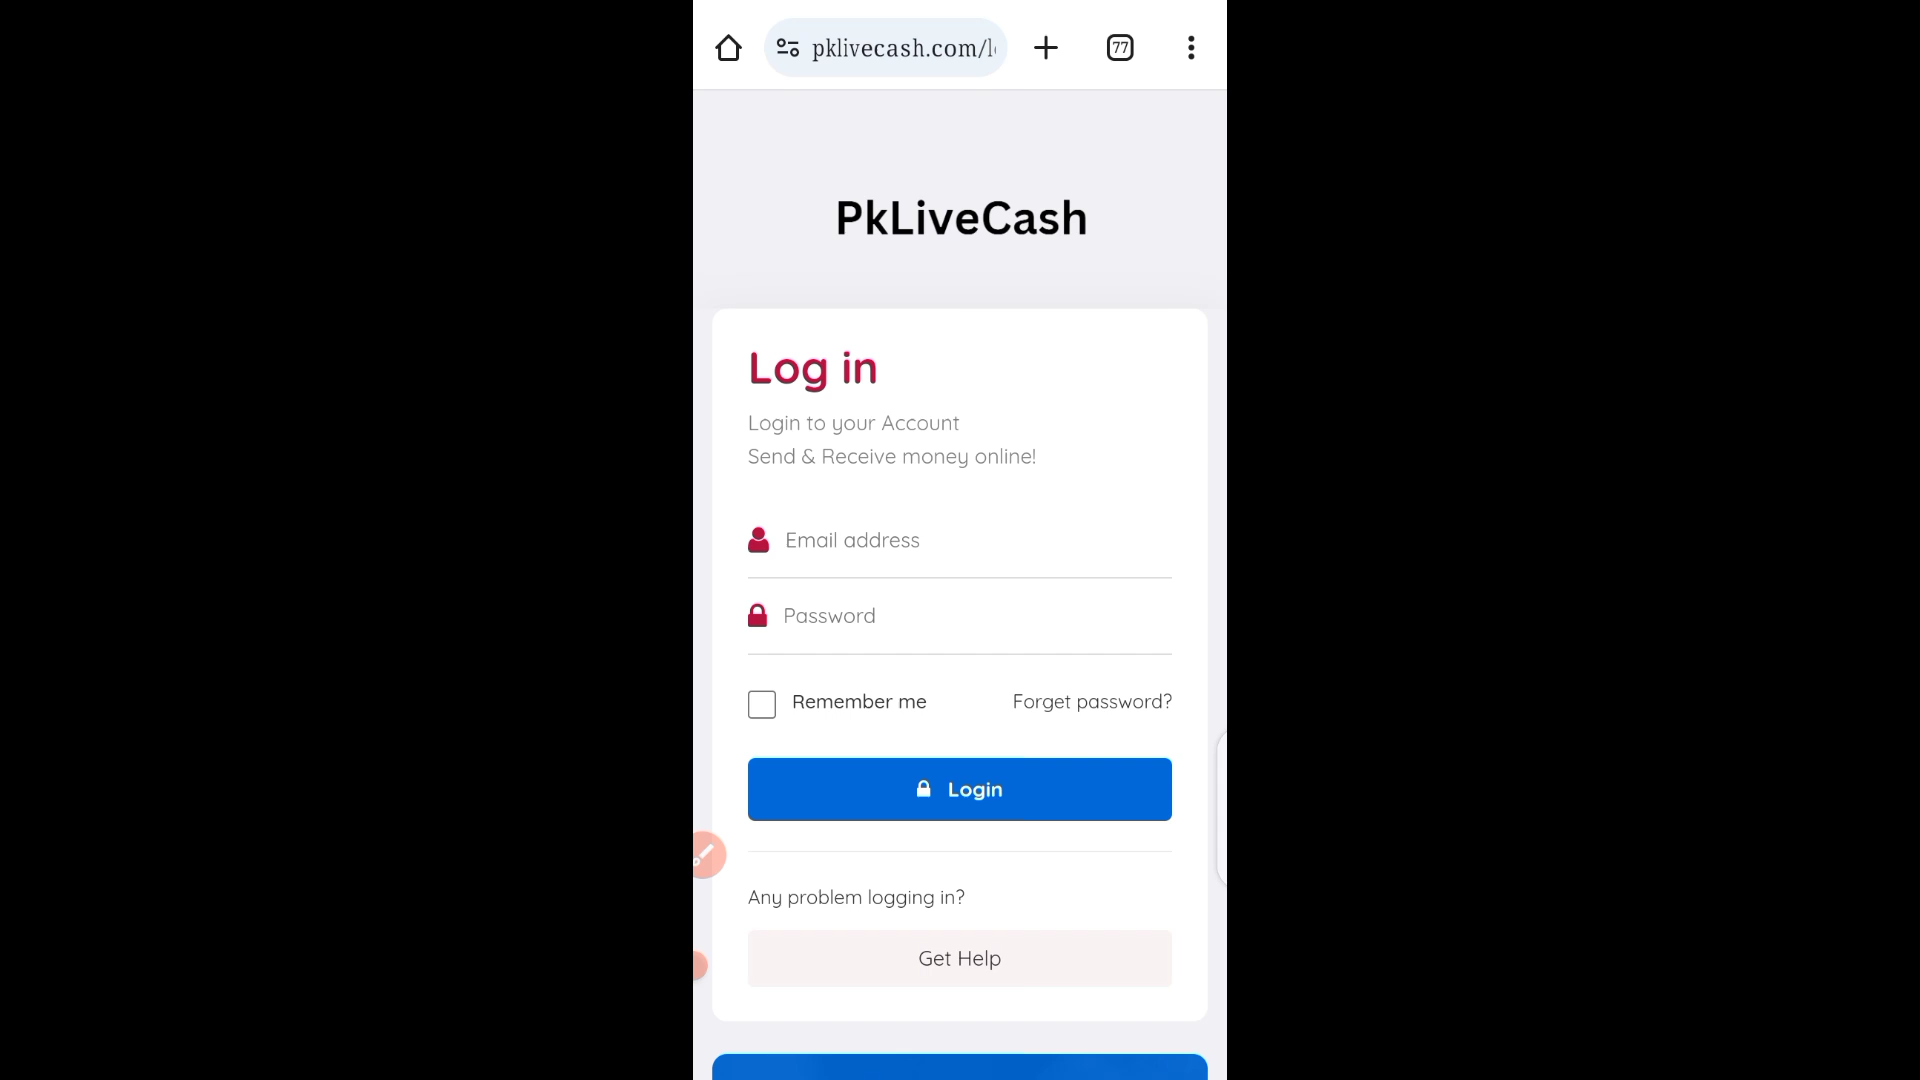 pklivecash.com/l
77
PkLiveCash
Log in
Login to your Account
Send & Receive money online!
Email address
Password
Remember me
Forget password?
Login
Any problem logging in?
Get Help